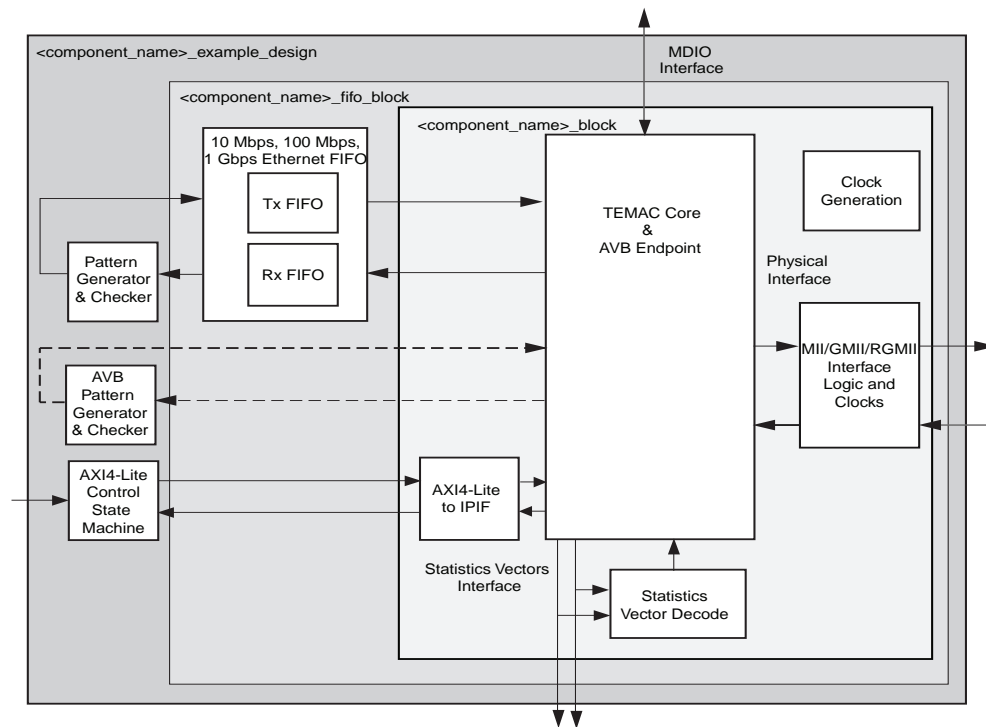 <component_name>_example_design
MDIO
Interface
<component_name>_fifo_block
<component_name>_block
10 Mbps, 100 Mbps,
1 Gbps Ethernet FIFO
Tx FIFO
Rx FIFO
Pattern
Generator
& Checker
AVB
Pattern
Generator
& Checker
AXI4-Lite
Control
State
Machine
AXI4-Lite
to IPIF
TEMAC Core
&
AVB Endpoint
Clock
Generation
Physical
Interface
MII/GMII/RGMII
Interface
Logic and
Clocks
Statistics Vectors
Interface
Statistics
Vector Decode